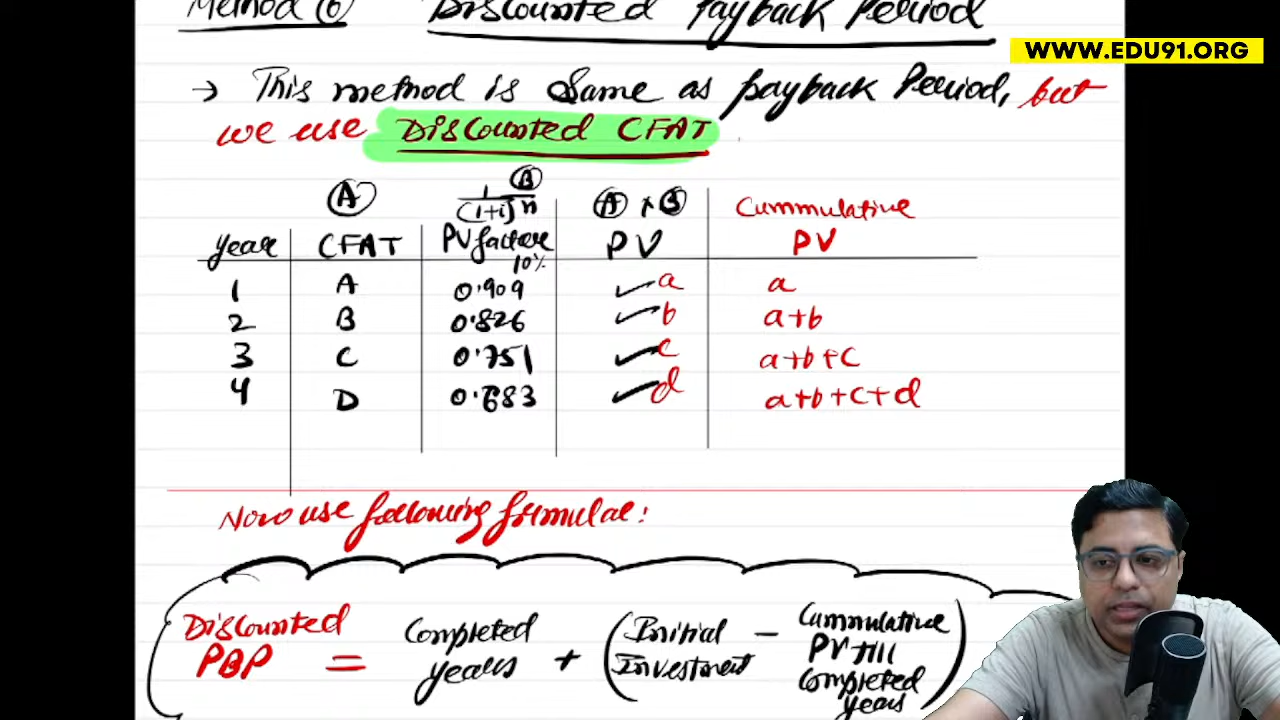 Method (6) Discounted Payback Period
WWW.EDU91.ORG
→ This method is Same as payback Period, but
we use Discounted CFAT
(A) 1/(1+i)^n (B) (A) x (B) Cummulative
year CFAT PV factor 10% PV PV
1 A 0.909 ✓a a
2 B 0.826 ✓b a+b
3 C 0.751 ✓c a+b+c
4 D 0.683 ✓d a+b+c+d
Now use following formulae:
Discounted Completed Initial − Cummulative
PBP = years + ( Investment PV till )
Completed
years